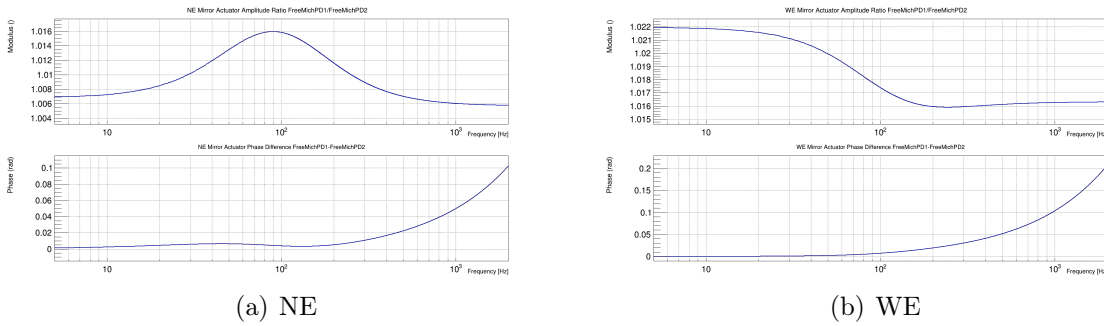 NE Mirror Actuator Amplitude Ratio FreeMichPD1/FreeMichPD2
Modulus ()
1.016
1.014
1.012
1.01
1.008
1.006
1.004
10
10²
10³
Frequency [Hz]
NE Mirror Actuator Phase Difference FreeMichPD1-FreeMichPD2
Phase (rad)
0.1
0.08
0.06
0.04
0.02
0
10
10²
10³
Frequency [Hz]
(a) NE
WE Mirror Actuator Amplitude Ratio FreeMichPD1/FreeMichPD2
Modulus ()
1.022
1.021
1.02
1.019
1.018
1.017
1.016
1.015
10
10²
10³
Frequency [Hz]
WE Mirror Actuator Phase Difference FreeMichPD1-FreeMichPD2
Phase (rad)
0.2
0.15
0.1
0.05
0
10
10²
10³
Frequency [Hz]
(b) WE